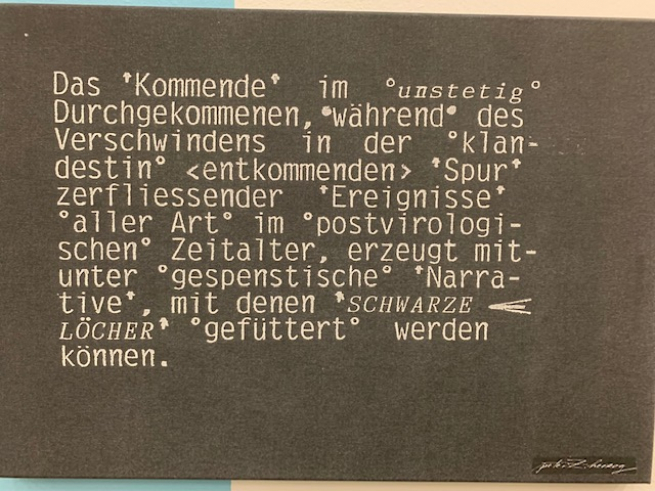 Das *Kommende* im °unstetig°
Durchgekommenen, •während• des
Verschwindens in der °klan-
destin° <entkommenden> *Spur*
zerfliessender *Ereignisse*
°aller Art° im °postvirologi-
schen° Zeitalter, erzeugt mit-
unter °gespenstische° *Narra-
tive*, mit denen *SCHWARZE
LÖCHER* °gefüttert° werden
können.